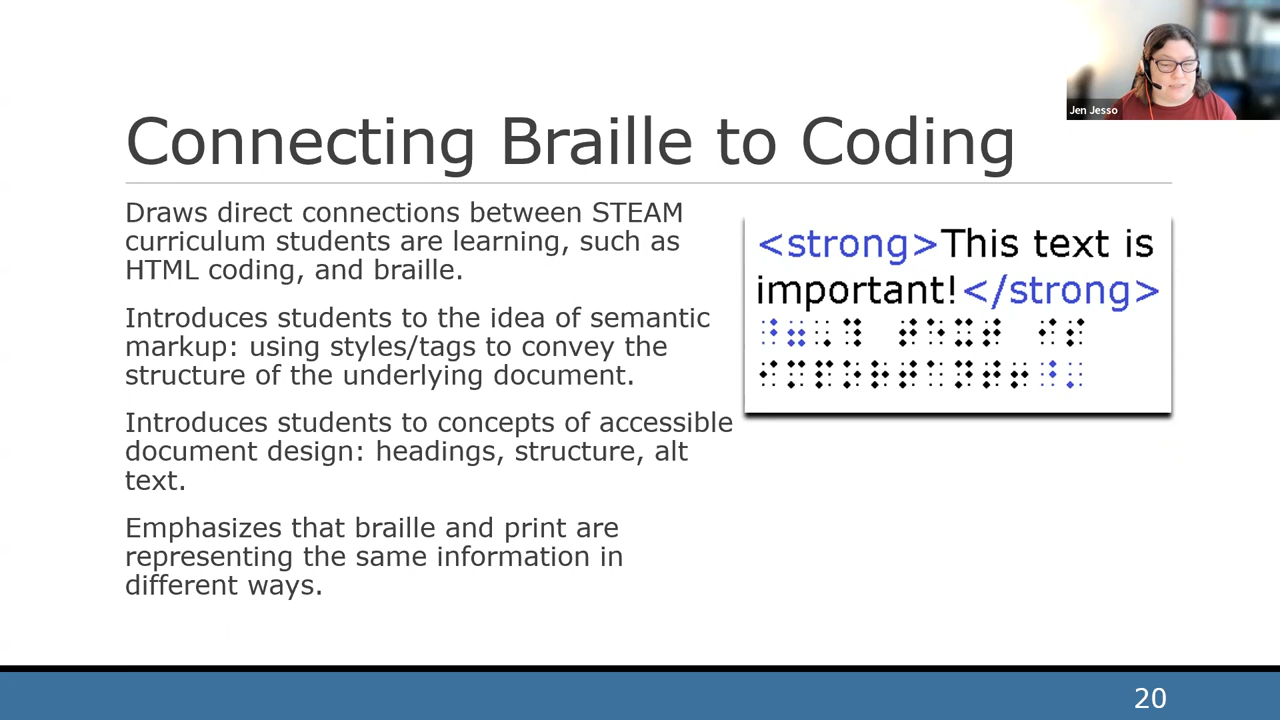 Jen Jesso
Connecting Braille to Coding
Draws direct connections between STEAM
curriculum students are learning, such as
HTML coding, and braille.
Introduces students to the idea of semantic
markup: using styles/tags to convey the
structure of the underlying document.
Introduces students to concepts of accessible
document design: headings, structure, alt
text.
Emphasizes that braille and print are
representing the same information in
different ways.
<strong>This text is
important!</strong>
⠘⠶⠠⠹ ⠞⠑⠭⠞ ⠊⠎
⠊⠍⠏⠕⠗⠞⠁⠝⠞⠖⠘⠄
20